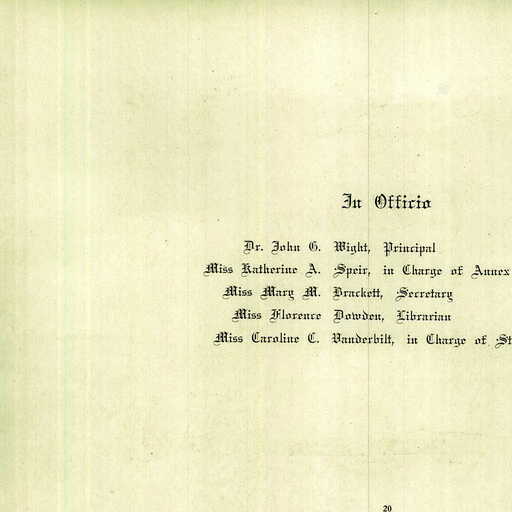 In Officio
Dr. John G. Wight, Principal
Miss Katherine A. Speir, in Charge of Annex
Miss Mary M. Brackett, Secretary
Miss Florence Dowden, Librarian
Miss Caroline C. Vanderbilt, in Charge of St
20